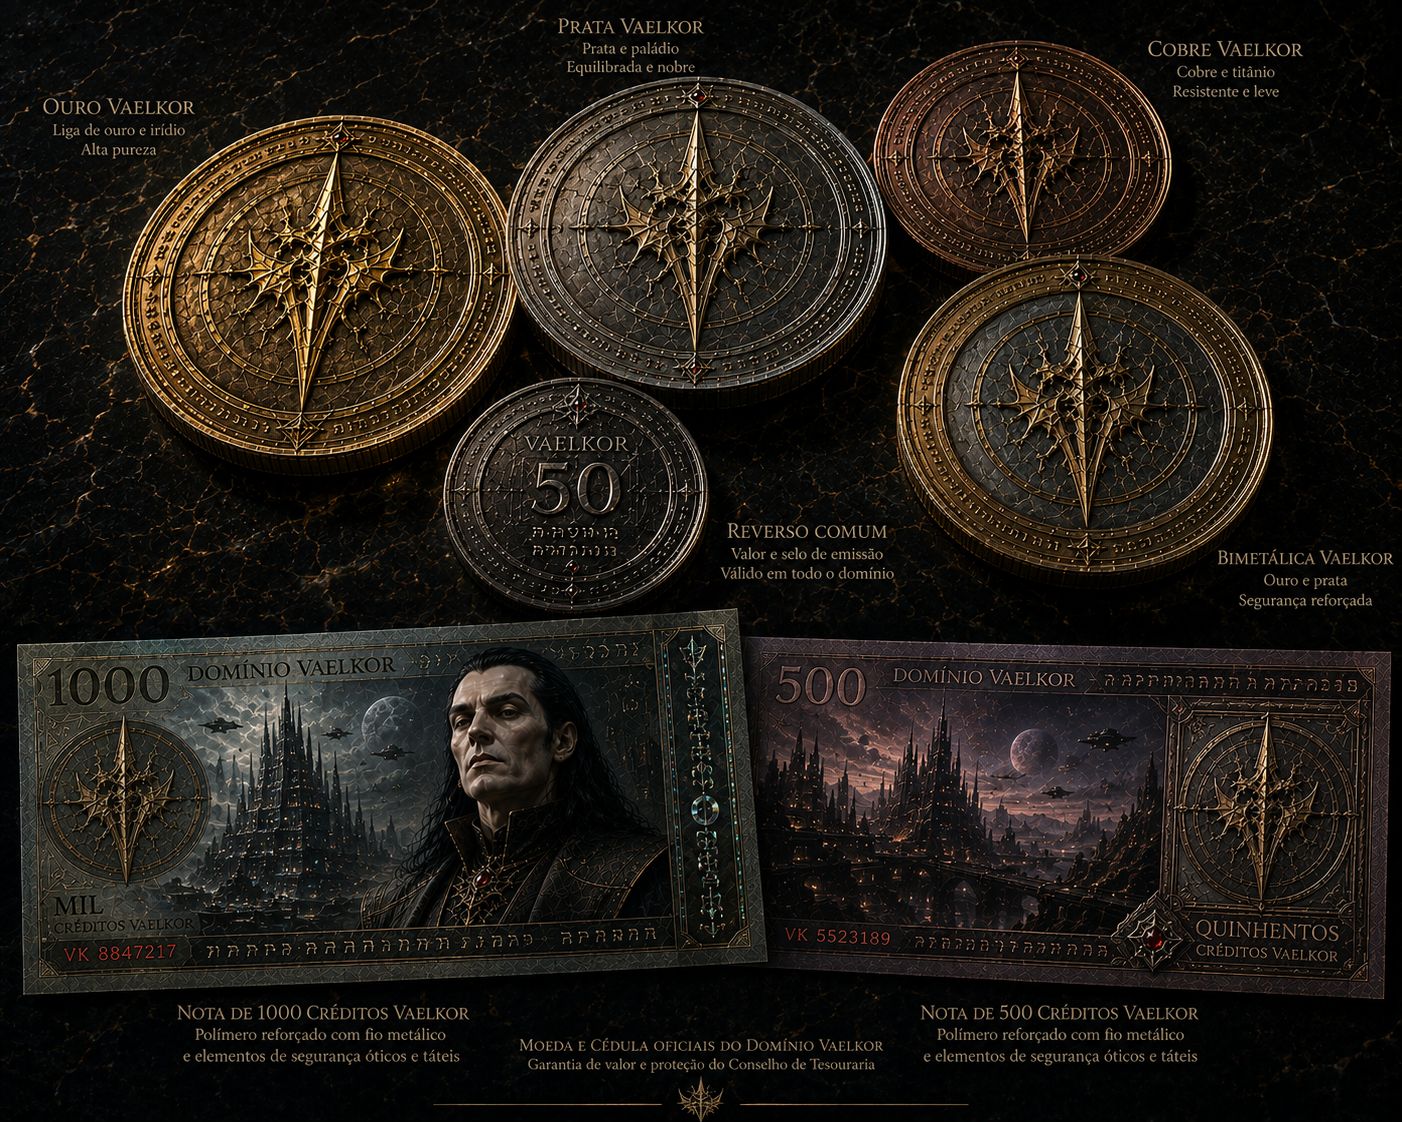 PRATA VAELKOR
Prata e paládio
Equilibrada e nobre
COBRE VAELKOR
Cobre e titânio
Resistente e leve
OURO VAELKOR
Liga de ouro e irídio
Alta pureza
VAELKOR
50
REVERSO COMUM
Valor e selo de emissão
Válido em todo o domínio
BIMETÁLICA VAELKOR
Ouro e prata
Segurança reforçada
1000
DOMÍNIO VAELKOR
MIL
CRÉDITOS VAELKOR
VK 8847217
500
DOMÍNIO VAELKOR
VK 5523189
QUINHENTOS
CRÉDITOS VAELKOR
NOTA DE 1000 CRÉDITOS VAELKOR
Polímero reforçado com fio metálico
e elementos de segurança óticos e táteis
NOTA DE 500 CRÉDITOS VAELKOR
Polímero reforçado com fio metálico
e elementos de segurança óticos e táteis
MOEDA E CÉDULA OFICIAIS DO DOMÍNIO VAELKOR
Garantia de valor e proteção do Conselho de Tesouraria